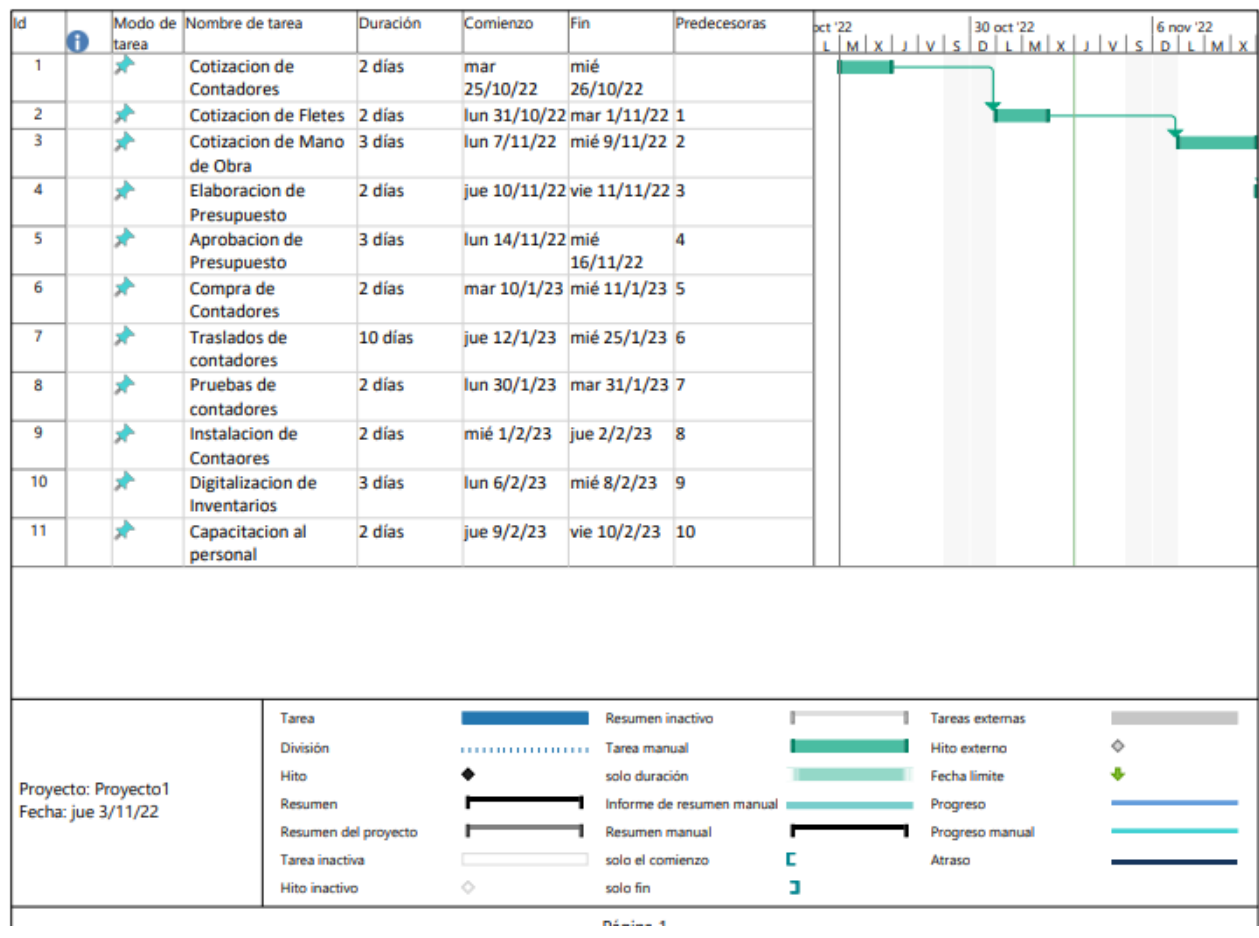 Id Modo de tarea Nombre de tarea Duración Comienzo Fin Predecesoras oct '22 30 oct '22 6 nov '22
L M X J V S D L M X J V S D L M X
1 Cotizacion de Contadores 2 días mar 25/10/22 mié 26/10/22
2 Cotizacion de Fletes 2 días lun 31/10/22 mar 1/11/22 1
3 Cotizacion de Mano de Obra 3 días lun 7/11/22 mié 9/11/22 2
4 Elaboracion de Presupuesto 2 días jue 10/11/22 vie 11/11/22 3
5 Aprobacion de Presupuesto 3 días lun 14/11/22 mié 16/11/22 4
6 Compra de Contadores 2 días mar 10/1/23 mié 11/1/23 5
7 Traslados de contadores 10 días jue 12/1/23 mié 25/1/23 6
8 Pruebas de contadores 2 días lun 30/1/23 mar 31/1/23 7
9 Instalacion de Contaores 2 días mié 1/2/23 jue 2/2/23 8
10 Digitalizacion de Inventarios 3 días lun 6/2/23 mié 8/2/23 9
11 Capacitacion al personal 2 días jue 9/2/23 vie 10/2/23 10
Proyecto: Proyecto1
Fecha: jue 3/11/22
Tarea Resumen inactivo Tareas externas
División Tarea manual Hito externo
Hito solo duración Fecha límite
Resumen Informe de resumen manual Progreso
Resumen del proyecto Resumen manual Progreso manual
Tarea inactiva solo el comienzo Atraso
Hito inactivo solo fin
Página 1